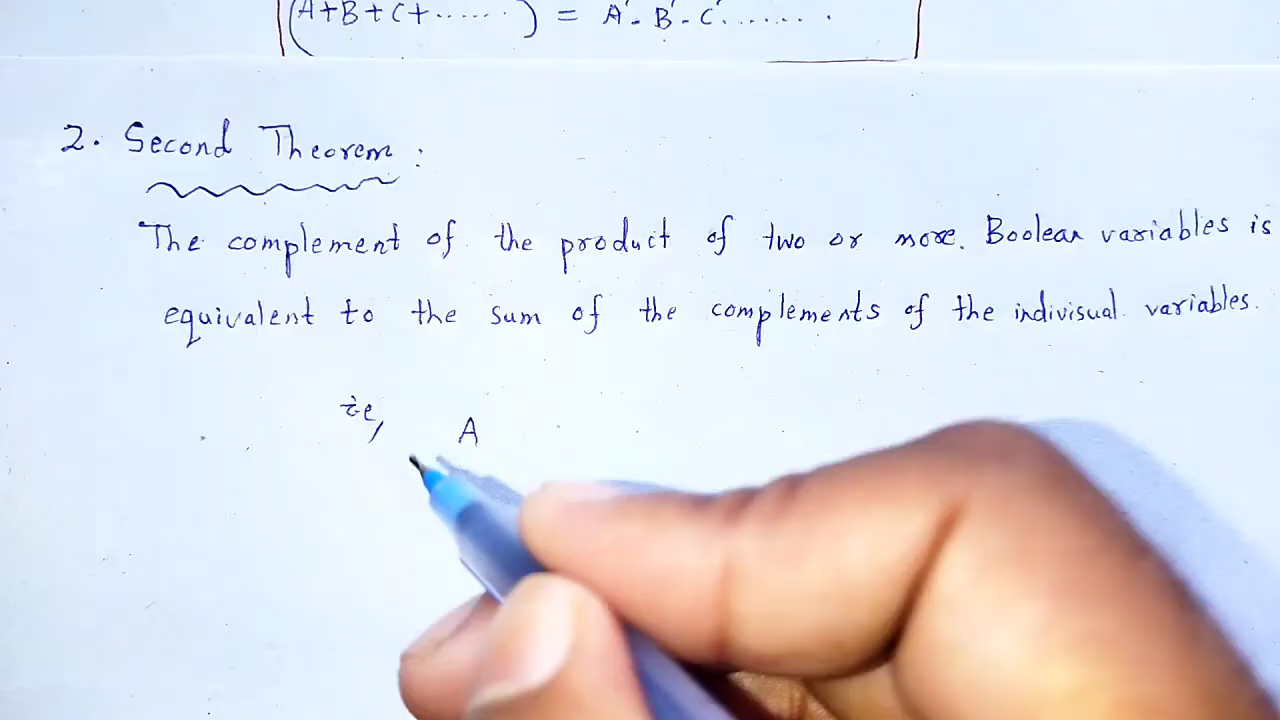 (A+B+C+.......) = A'. B'. C'........
2. Second Theorem :
The complement of the product of two or more. Boolean variables is
equivalent to the sum of the complements of the indivisual. variables.
ie, A